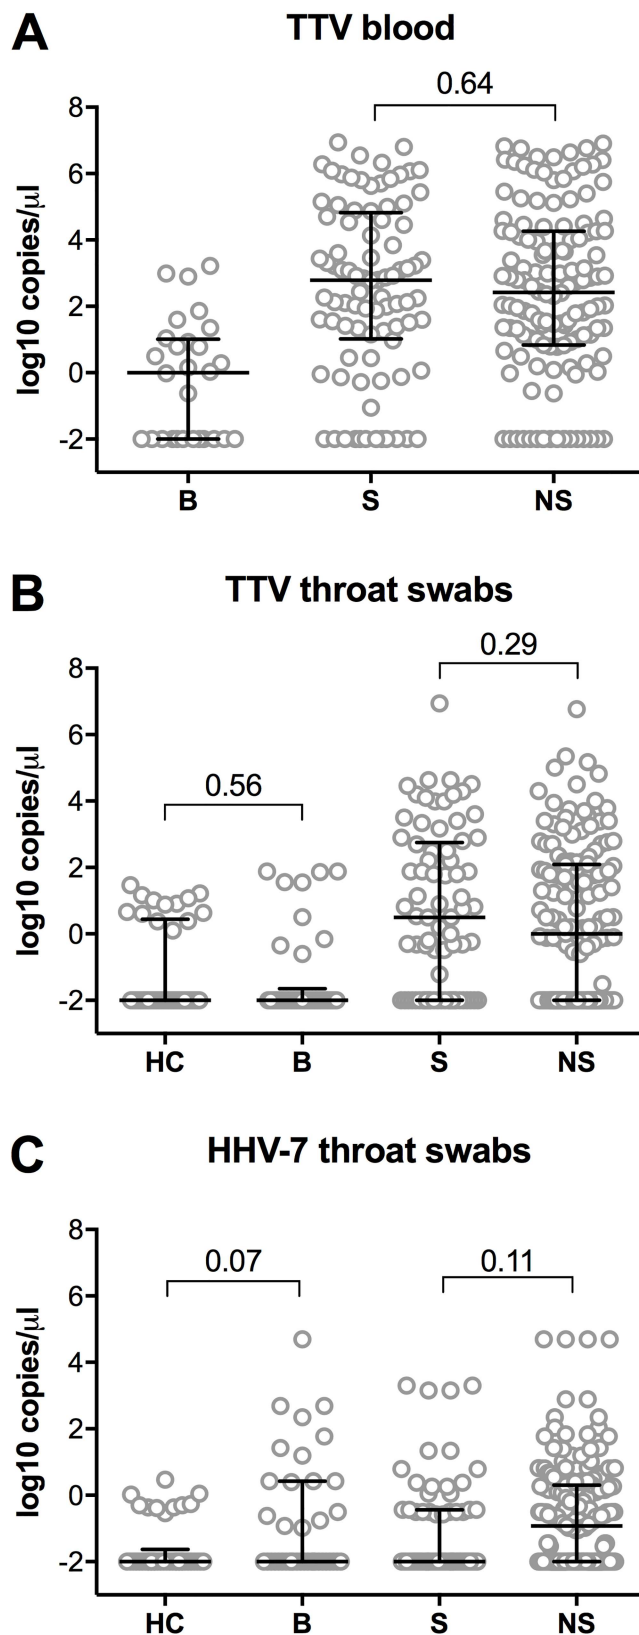 A
TTV blood
0.64
log10 copies/μl
8
6
4
2
0
-2
B S NS
B
TTV throat swabs
0.29
0.56
log10 copies/μl
8
6
4
2
0
-2
HC B S NS
C
HHV-7 throat swabs
0.07 0.11
log10 copies/μl
8
6
4
2
0
-2
HC B S NS